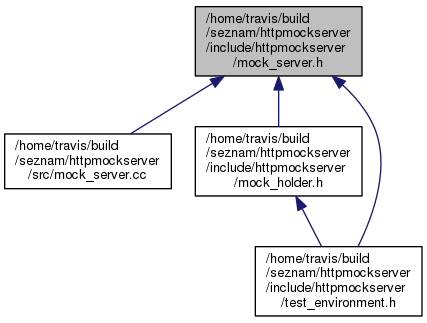 /home/travis/build
/seznam/httpmockserver
/include/httpmockserver
/mock_server.h
/home/travis/build
/seznam/httpmockserver
/src/mock_server.cc
/home/travis/build
/seznam/httpmockserver
/include/httpmockserver
/mock_holder.h
/home/travis/build
/seznam/httpmockserver
/include/httpmockserver
/test_environment.h